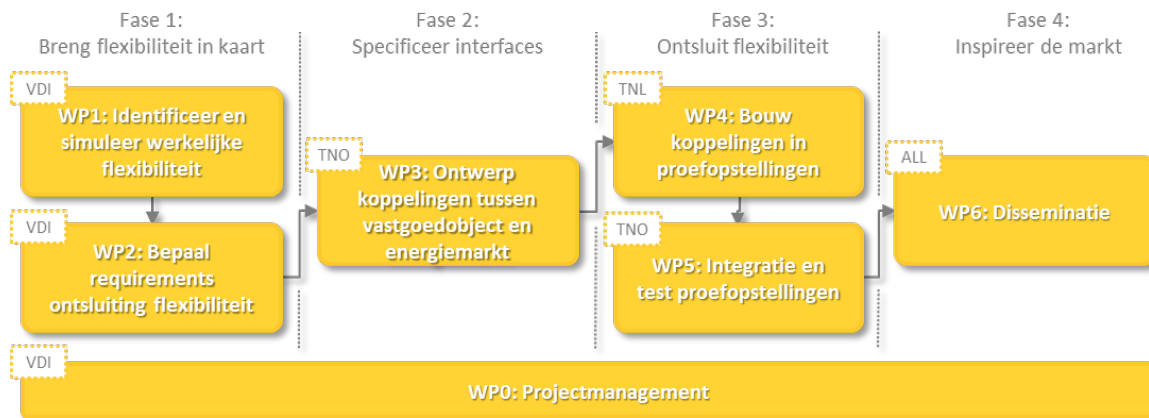 Fase 1:
Breng flexibiliteit in kaart
Fase 2:
Specificeer interfaces
Fase 3:
Ontsluit flexibiliteit
Fase 4:
Inspireer de markt
VDI
WP1: Identificeer en
simuleer werkelijke
flexibiliteit
VDI
WP2: Bepaal
requirements
ontsluiting flexibiliteit
TNO
WP3: Ontwerp
koppelingen tussen
vastgoedobject en
energiemarkt
TNL
WP4: Bouw
koppelingen in
proefopstellingen
TNO
WP5: Integratie en
test proefopstellingen
ALL
WP6: Disseminatie
VDI
WP0: Projectmanagement